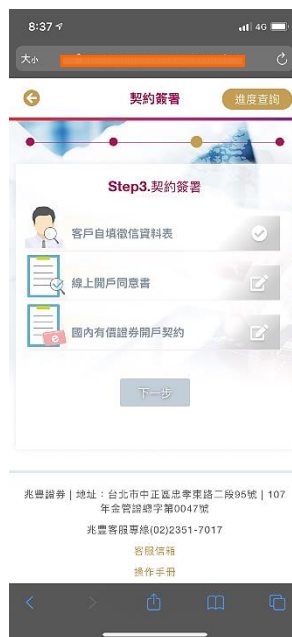 8:37
4G
大小
契約簽署
進度查詢
Step3.契約簽署
客戶自填徵信資料表
線上開戶同意書
國內有價證券開戶契約
下一步
兆豐證券 | 地址：台北市中正區忠孝東路二段95號 | 107
年金管證總字第0047號
兆豐客服專線(02)2351-7017
客服信箱
操作手冊